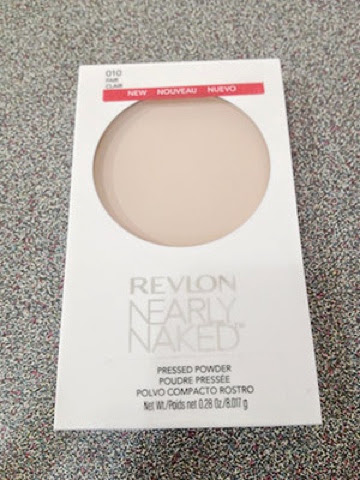 010
FAIR
CLAIR
NEW NOUVEAU NUEVO
REVLON
NEARLY
NAKED™
PRESSED POWDER
POUDRE PRESSÉE
POLVO COMPACTO ROSTRO
Net Wt./Poids net 0.28 Oz/8.017 g